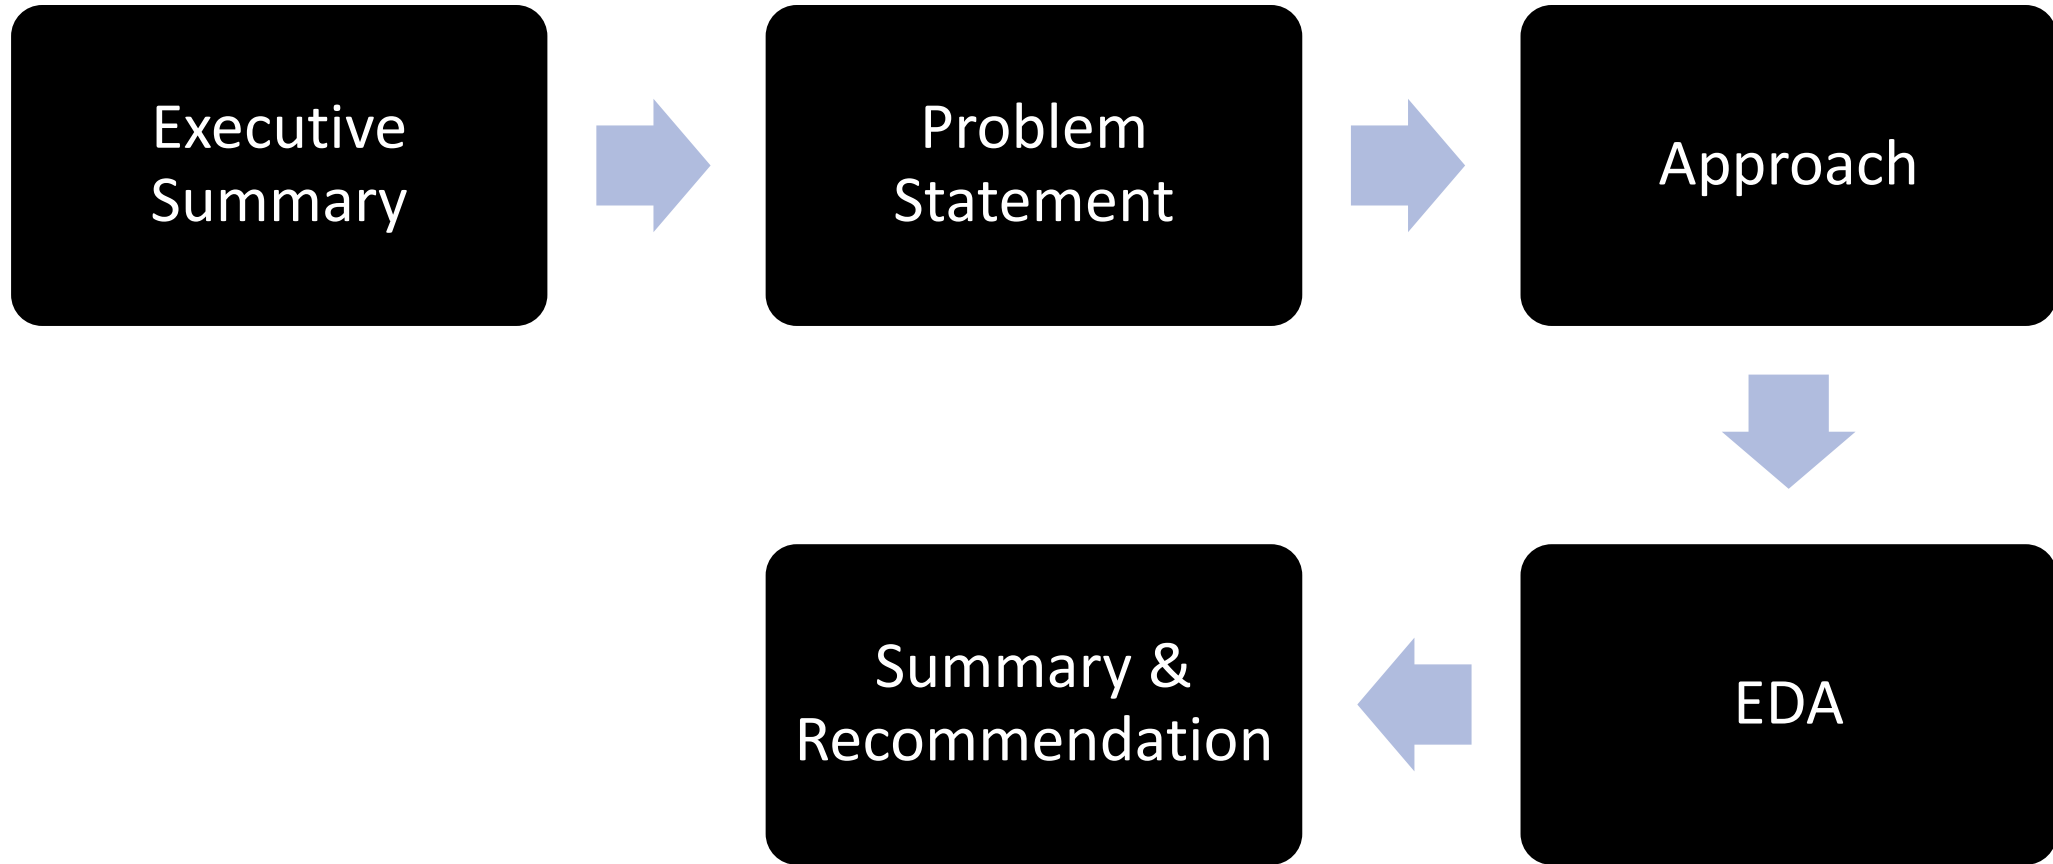 Executive
Summary
Problem
Statement
Approach
EDA
Summary &
Recommendation